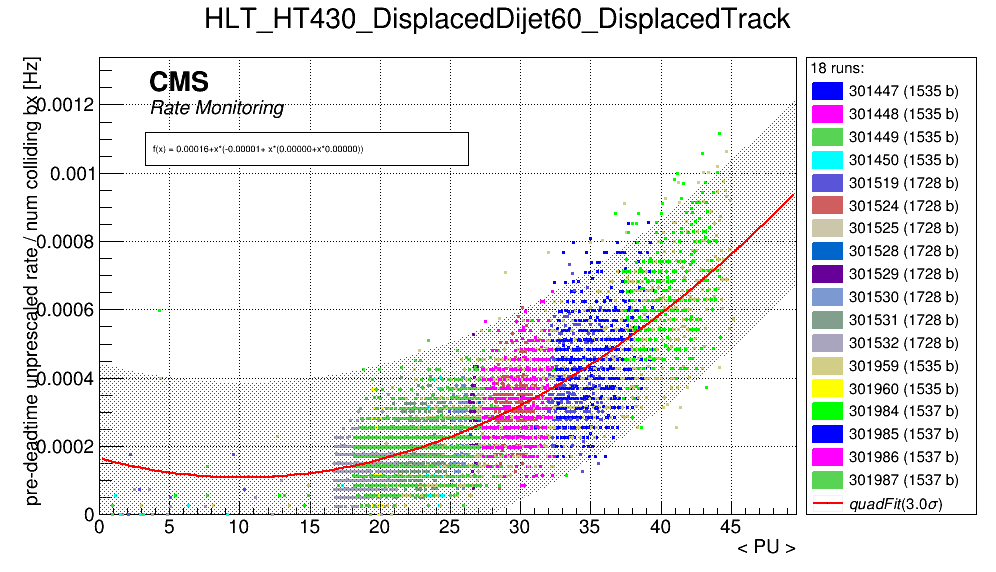 HLT_HT430_DisplacedDijet60_DisplacedTrack
pre-deadtime unprescaled rate / num colliding bx [Hz]
CMS
Rate Monitoring
f(x) = 0.00016+x*(-0.00001+ x*(0.00000+x*0.00000))
0.0012
0.001
0.0008
0.0006
0.0004
0.0002
0
0 5 10 15 20 25 30 35 40 45
< PU >
18 runs:
301447 (1535 b)
301448 (1535 b)
301449 (1535 b)
301450 (1535 b)
301519 (1728 b)
301524 (1728 b)
301525 (1728 b)
301528 (1728 b)
301529 (1728 b)
301530 (1728 b)
301531 (1728 b)
301532 (1728 b)
301959 (1535 b)
301960 (1535 b)
301984 (1537 b)
301985 (1537 b)
301986 (1537 b)
301987 (1537 b)
quadFit(3.0σ)